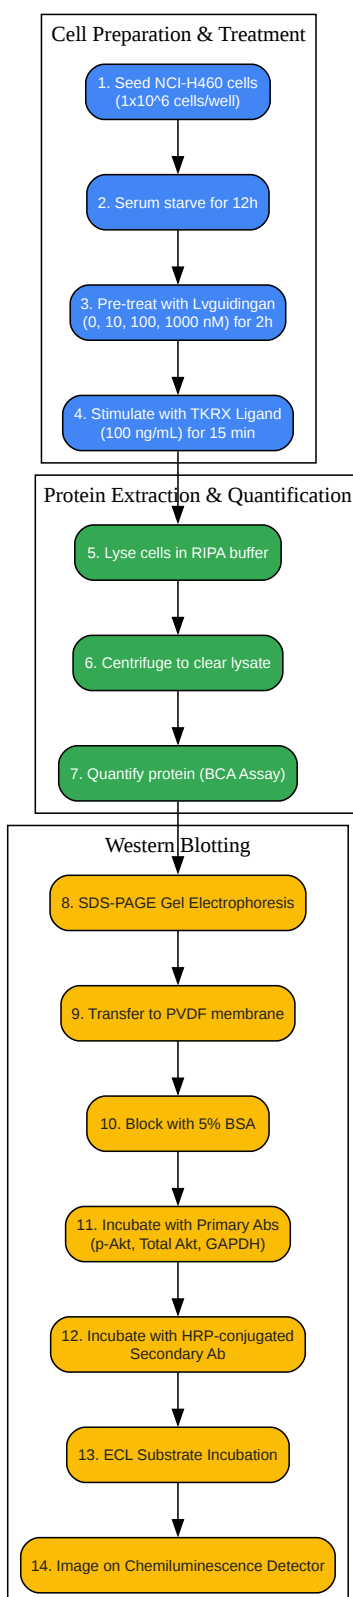 Cell Preparation & Treatment
1. Seed NCI-H460 cells
(1x10^6 cells/well)
2. Serum starve for 12h
3. Pre-treat with Lvguidingan
(0, 10, 100, 1000 nM) for 2h
4. Stimulate with TKRX Ligand
(100 ng/mL) for 15 min
Protein Extraction & Quantification
5. Lyse cells in RIPA buffer
6. Centrifuge to clear lysate
7. Quantify protein (BCA Assay)
Western Blotting
8. SDS-PAGE Gel Electrophoresis
9. Transfer to PVDF membrane
10. Block with 5% BSA
11. Incubate with Primary Abs
(p-Akt, Total Akt, GAPDH)
12. Incubate with HRP-conjugated
Secondary Ab
13. ECL Substrate Incubation
14. Image on Chemiluminescence Detector